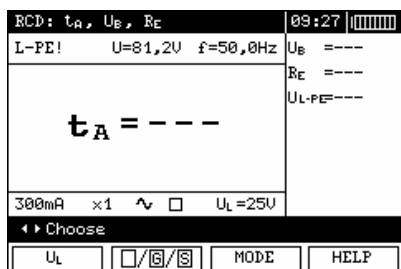 RCD: tA, UB, RE 09:27
L-PE! U=81,2V f=50,0Hz
UB =---
RE =---
UL-PE=---
tA=---
300mA x1 UL=25V
Choose
UL □/G/S MODE HELP